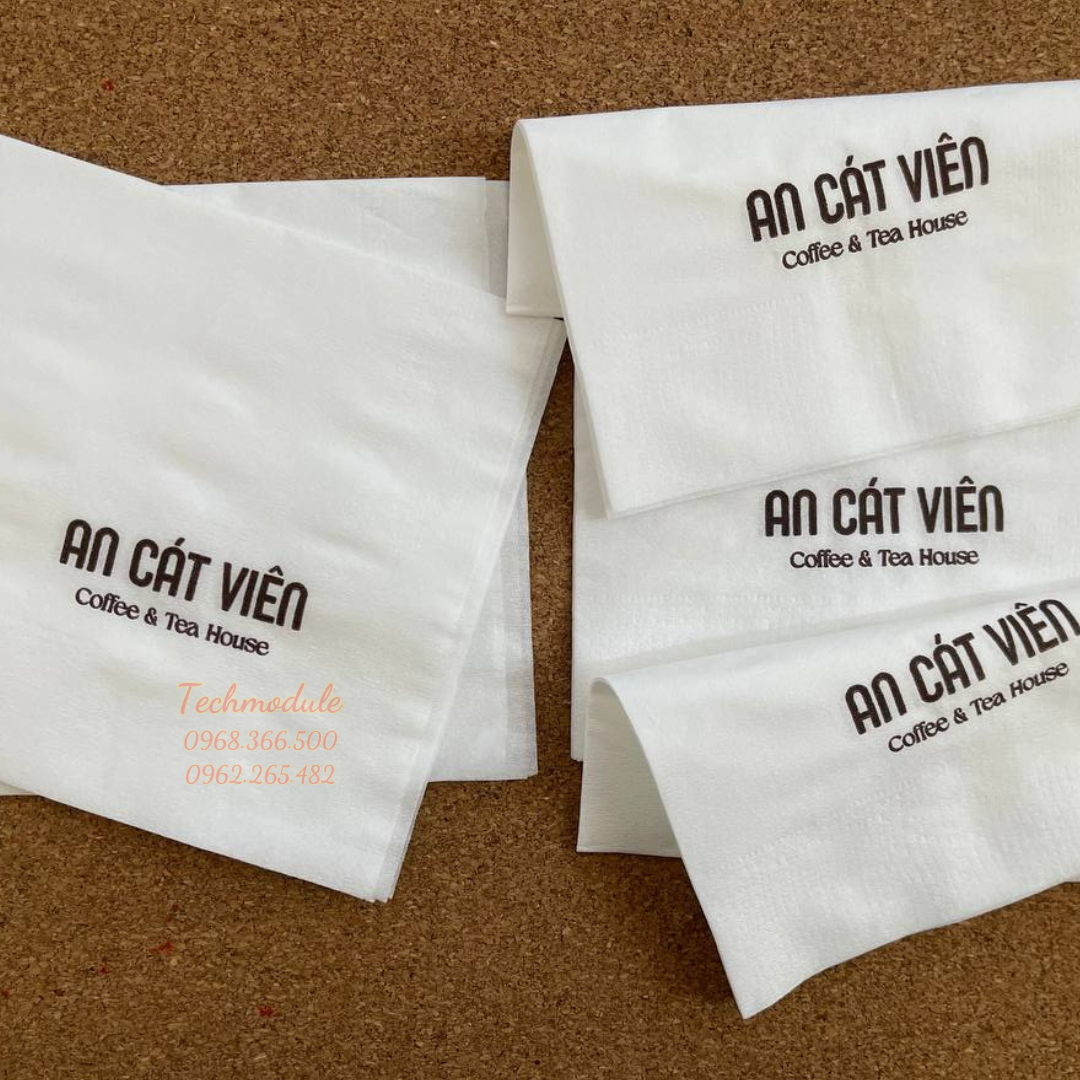 AN CÁT VIÊN
Coffee & Tea House
Techmodule
0968.366.500
0962.265.482
AN CÁT VIÊN
Coffee & Tea House
AN CÁT VIÊN
Coffee & Tea House
AN CÁT VIÊN
Coffee & Tea House